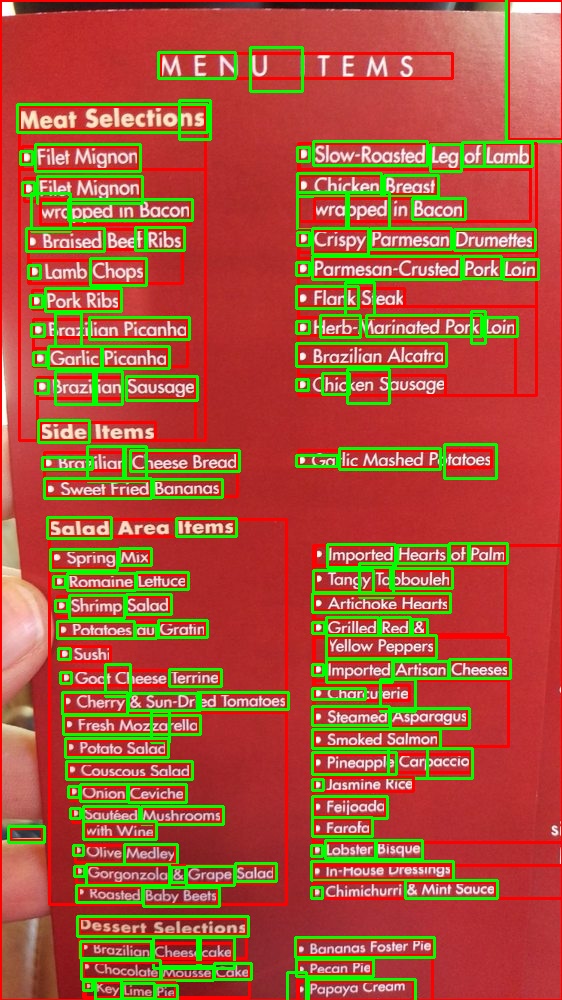 MENU ITEMS
Meat Selections
• Filet Mignon
• Filet Mignon
wrapped in Bacon
• Braised Beef Ribs
• Lamb Chops
• Pork Ribs
• Brazilian Picanha
• Garlic Picanha
• Brazilian Sausage
• Slow-Roasted Leg of Lamb
• Chicken Breast
wrapped in Bacon
• Crispy Parmesan Drumettes
• Parmesan-Crusted Pork Loin
• Flank Steak
• Herb-Marinated Pork Loin
• Brazilian Alcatra
• Chicken Sausage
Side Items
• Brazilian Cheese Bread
• Sweet Fried Bananas
• Garlic Mashed Potatoes
Salad Area Items
• Spring Mix
• Romaine Lettuce
• Shrimp Salad
• Potatoes au Gratin
• Sushi
• Goat Cheese Terrine
• Cherry & Sun-Dried Tomatoes
• Fresh Mozzarella
• Potato Salad
• Couscous Salad
• Onion Ceviche
• Sautéed Mushrooms
with Wine
• Olive Medley
• Gorgonzola & Grape Salad
• Roasted Baby Beets
• Imported Hearts of Palm
• Tangy Tabbouleh
• Artichoke Hearts
• Grilled Red &
Yellow Peppers
• Imported Artisan Cheeses
• Charcuterie
• Steamed Asparagus
• Smoked Salmon
• Pineapple Carpaccio
• Jasmine Rice
• Feijoada
• Farofa
• Lobster Bisque
• In-House Dressings
• Chimichurri & Mint Sauce
Dessert Selections
• Brazilian Cheesecake
• Chocolate Mousse Cake
• Key Lime Pie
• Bananas Foster Pie
• Pecan Pie
• Papaya Cream